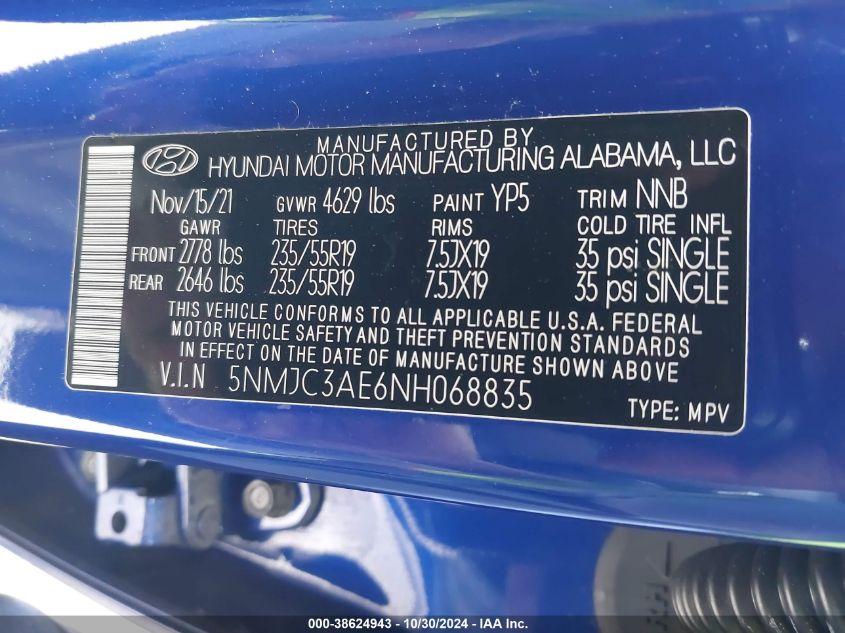 MANUFACTURED BY
HYUNDAI MOTOR MANUFACTURING ALABAMA, LLC
Nov/15/21 GVWR 4629 lbs PAINT YP5 TRIM NNB
GAWR TIRES RIMS COLD TIRE INFL
FRONT 2778 lbs 235/55R19 7.5JX19 35 psi SINGLE
REAR 2646 lbs 235/55R19 7.5JX19 35 psi SINGLE
THIS VEHICLE CONFORMS TO ALL APPLICABLE U.S.A. FEDERAL
MOTOR VEHICLE SAFETY AND THEFT PREVENTION STANDARDS
IN EFFECT ON THE DATE OF MANUFACTURE SHOWN ABOVE
V.I.N 5NMJC3AE6NH068835
TYPE: MPV
000-38624943 - 10/30/2024 - IAA Inc.